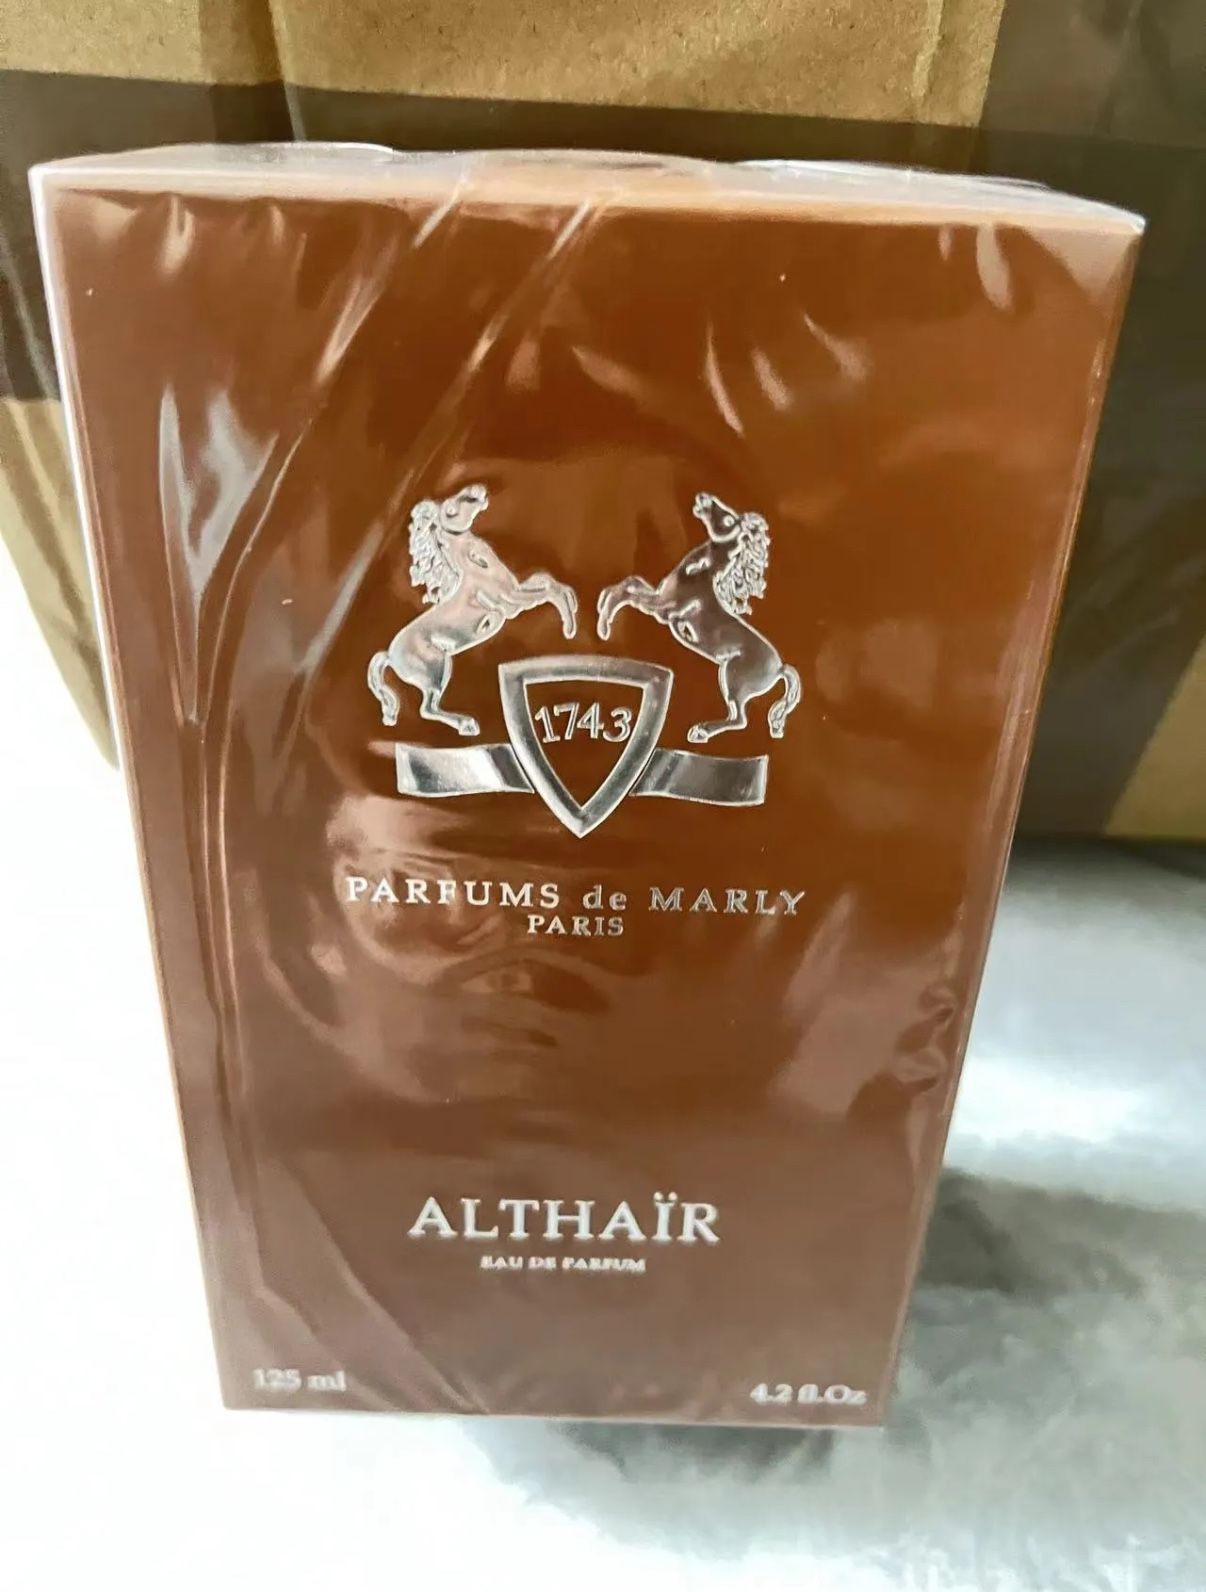 1743
PARFUMS de MARLY
PARIS
ALTHAÏR
EAU DE PARFUM
125 ml
4.2 fl.Oz